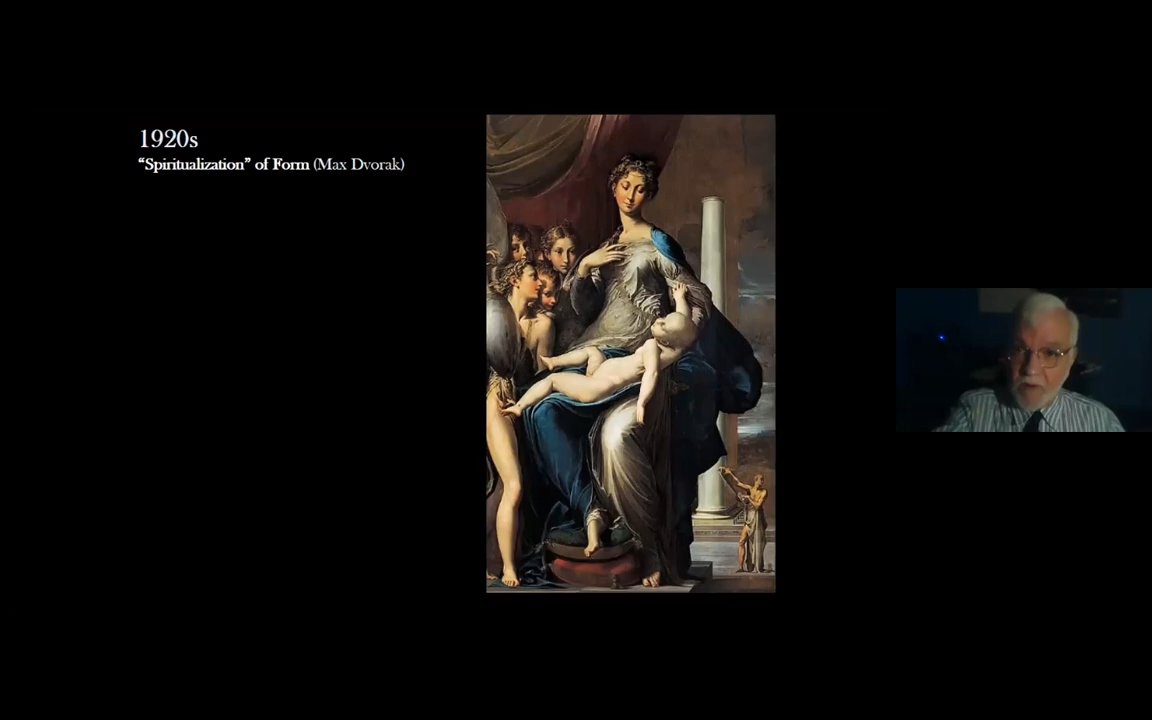 1920s
“Spiritualization” of Form (Max Dvorak)